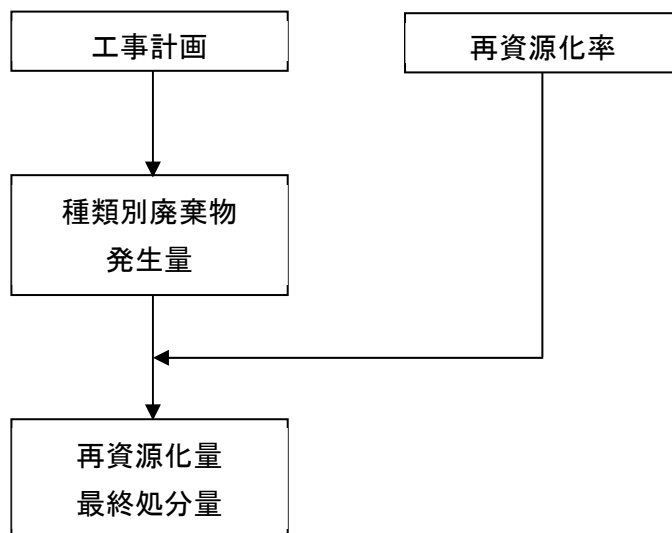 工事計画
再資源化率
種類別廃棄物
発生量
再資源化量
最終処分量